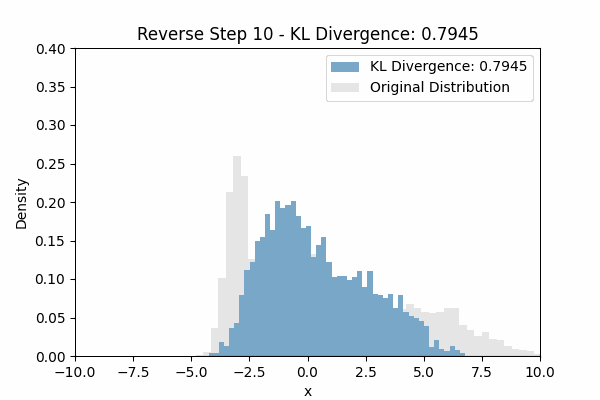 Reverse Step 10 - KL Divergence: 0.7945
KL Divergence: 0.7945
Original Distribution
0.40
0.35
0.30
0.25
0.20
0.15
0.10
0.05
0.00
Density
−10.0 −7.5 −5.0 −2.5 0.0 2.5 5.0 7.5 10.0
x